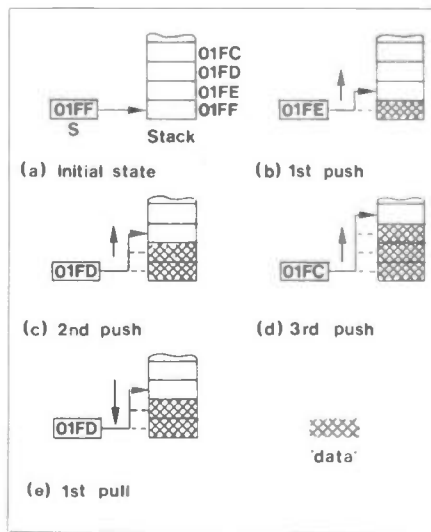 01FC
01FD
01FE
01FF
01FF
S
Stack
(a) Initial state
01FE
(b) 1st push
01FD
(c) 2nd push
01FC
(d) 3rd push
01FD
(e) 1st pull
'data'